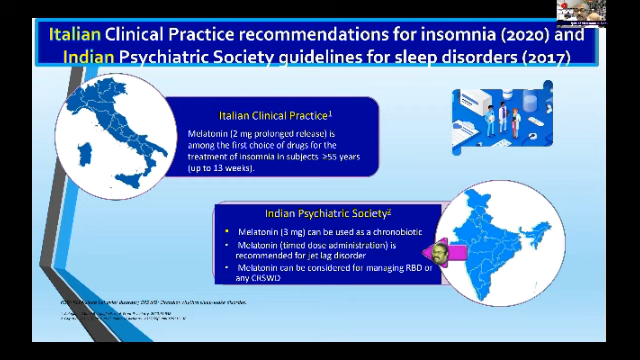 Italian Clinical Practice recommendations for insomnia (2020) and
Indian Psychiatric Society guidelines for sleep disorders (2017)
Italian Clinical Practice1
Melatonin (2 mg prolonged release) is
among the first choice of drugs for the
treatment of insomnia in subjects ≥55 years
(up to 13 weeks).
Indian Psychiatric Society2
• Melatonin (3 mg) can be used as a chronobiotic
• Melatonin (timed dose administration) is
recommended for jet lag disorder
• Melatonin can be considered for managing RBD or
any CRSWD